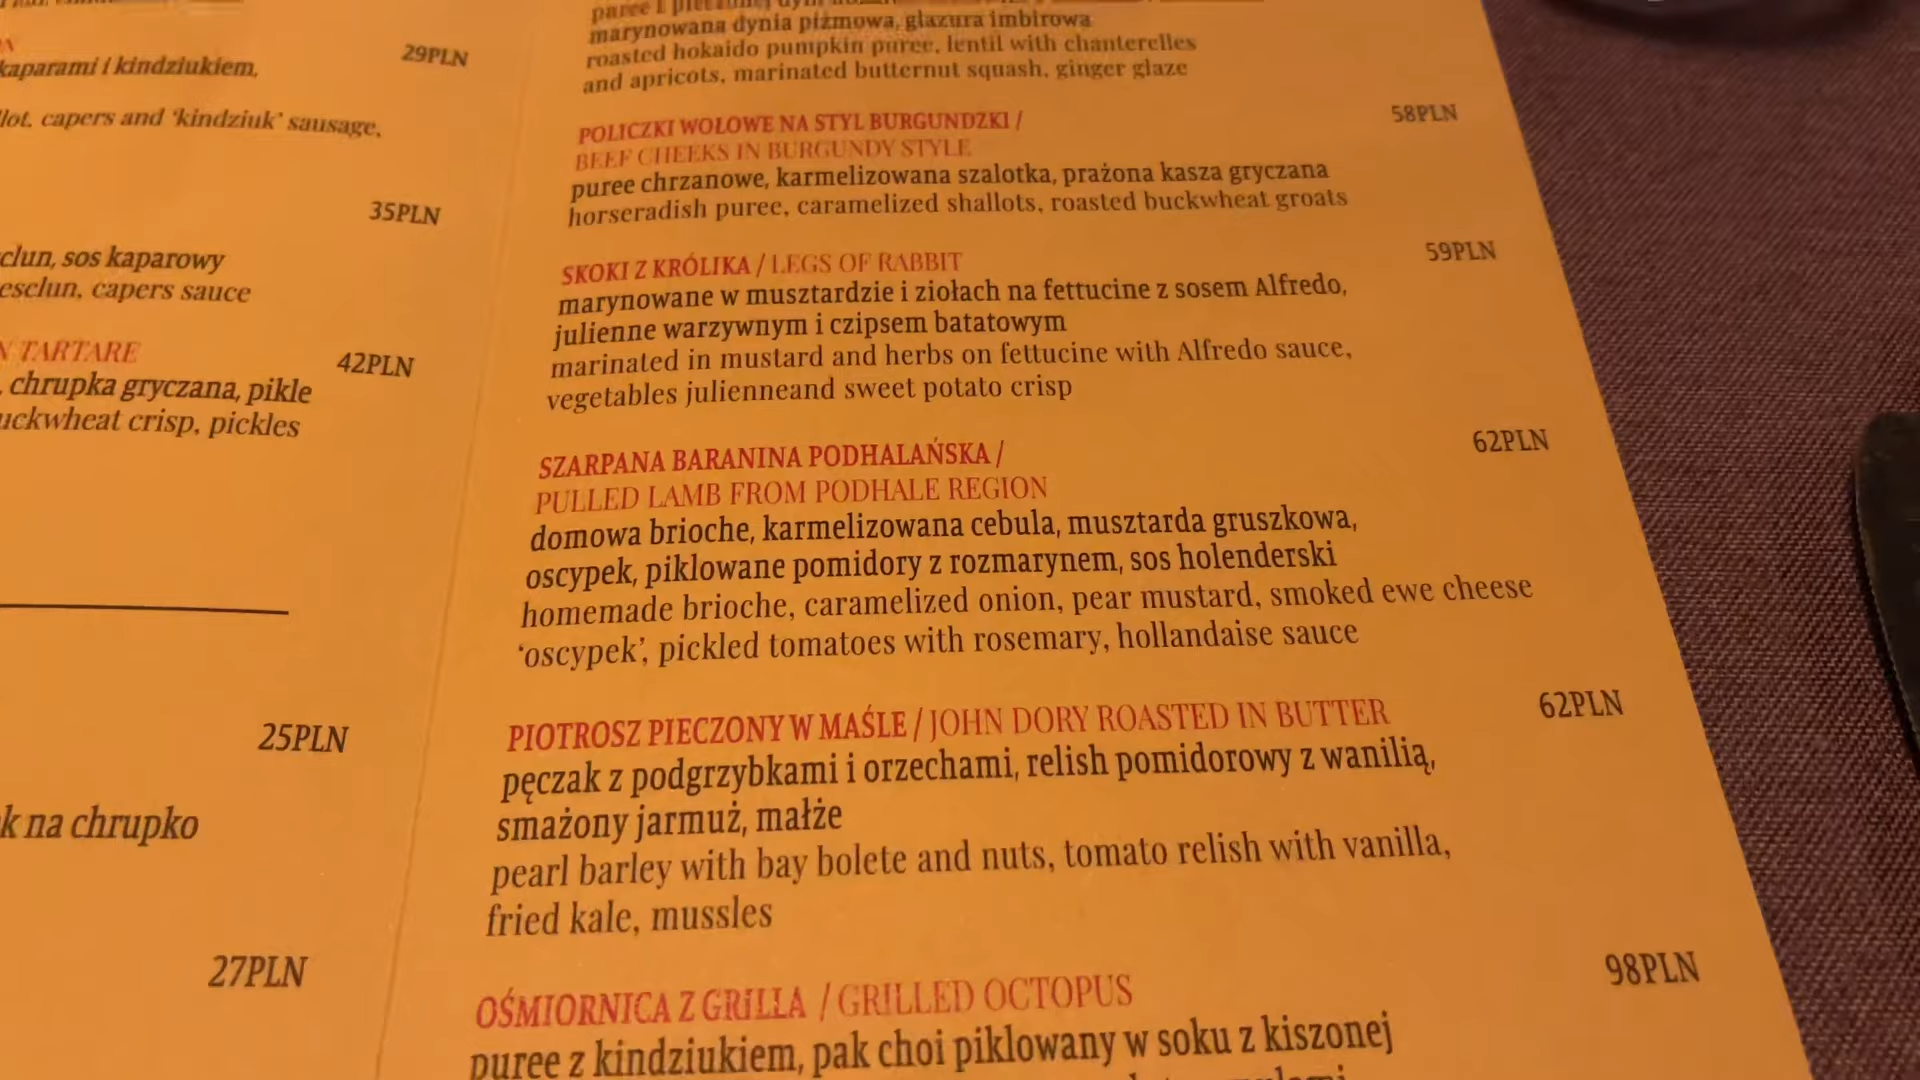 29PLN
kaparami i kindziukiem,
capers and 'kindziuk' sausage,
35PLN
sos kaparowy
capers sauce
TARTARE
42PLN
chrupka gryczana, pikle
crisp, pickles
25PLN
na chrupko
27PLN
marynowana dynia piżmowa, glazura imbirowa
roasted hokaido pumpkin puree, lentil with chanterelles
and apricots, marinated butternut squash, ginger glaze
POLICZKI WOŁOWE NA STYL BURGUNDZKI /
58PLN
BEEF CHEEKS IN BURGUNDY STYLE
puree chrzanowe, karmelizowana szalotka, prażona kasza gryczana
horseradish puree, caramelized shallots, roasted buckwheat groats
SKOKI Z KRÓLIKA / LEGS OF RABBIT
59PLN
marynowane w musztardzie i ziołach na fettucine z sosem Alfredo,
julienne warzywnym i czipsem batatowym
marinated in mustard and herbs on fettucine with Alfredo sauce,
vegetables julienneand sweet potato crisp
SZARPANA BARANINA PODHALAŃSKA /
62PLN
PULLED LAMB FROM PODHALE REGION
domowa brioche, karmelizowana cebula, musztarda gruszkowa,
oscypek, piklowane pomidory z rozmarynem, sos holenderski
homemade brioche, caramelized onion, pear mustard, smoked ewe cheese
'oscypek', pickled tomatoes with rosemary, hollandaise sauce
PIOTROSZ PIECZONY W MAŚLE / JOHN DORY ROASTED IN BUTTER
62PLN
pęczak z podgrzybkami i orzechami, relish pomidorowy z wanilią,
smażony jarmuż, małże
pearl barley with bay bolete and nuts, tomato relish with vanilla,
fried kale, mussles
OŚMIORNICA Z GRILLA / GRILLED OCTOPUS
98PLN
puree z kindziukiem, pak choi piklowany w soku z kiszonej